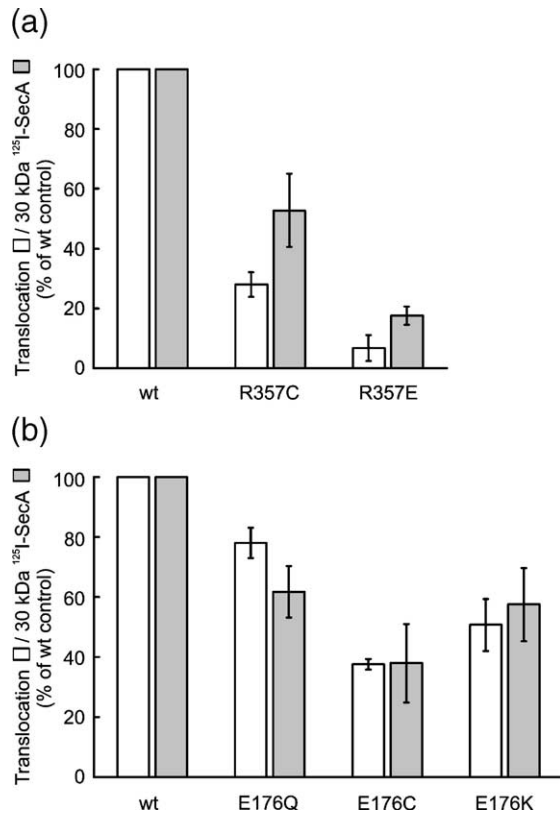 (a)
Translocation □ / 30 kDa ¹²⁵I-SecA ■
(% of wt control)
100
80
60
40
20
0
wt R357C R357E
(b)
Translocation □ / 30 kDa ¹²⁵I-SecA ■
(% of wt control)
100
80
60
40
20
0
wt E176Q E176C E176K